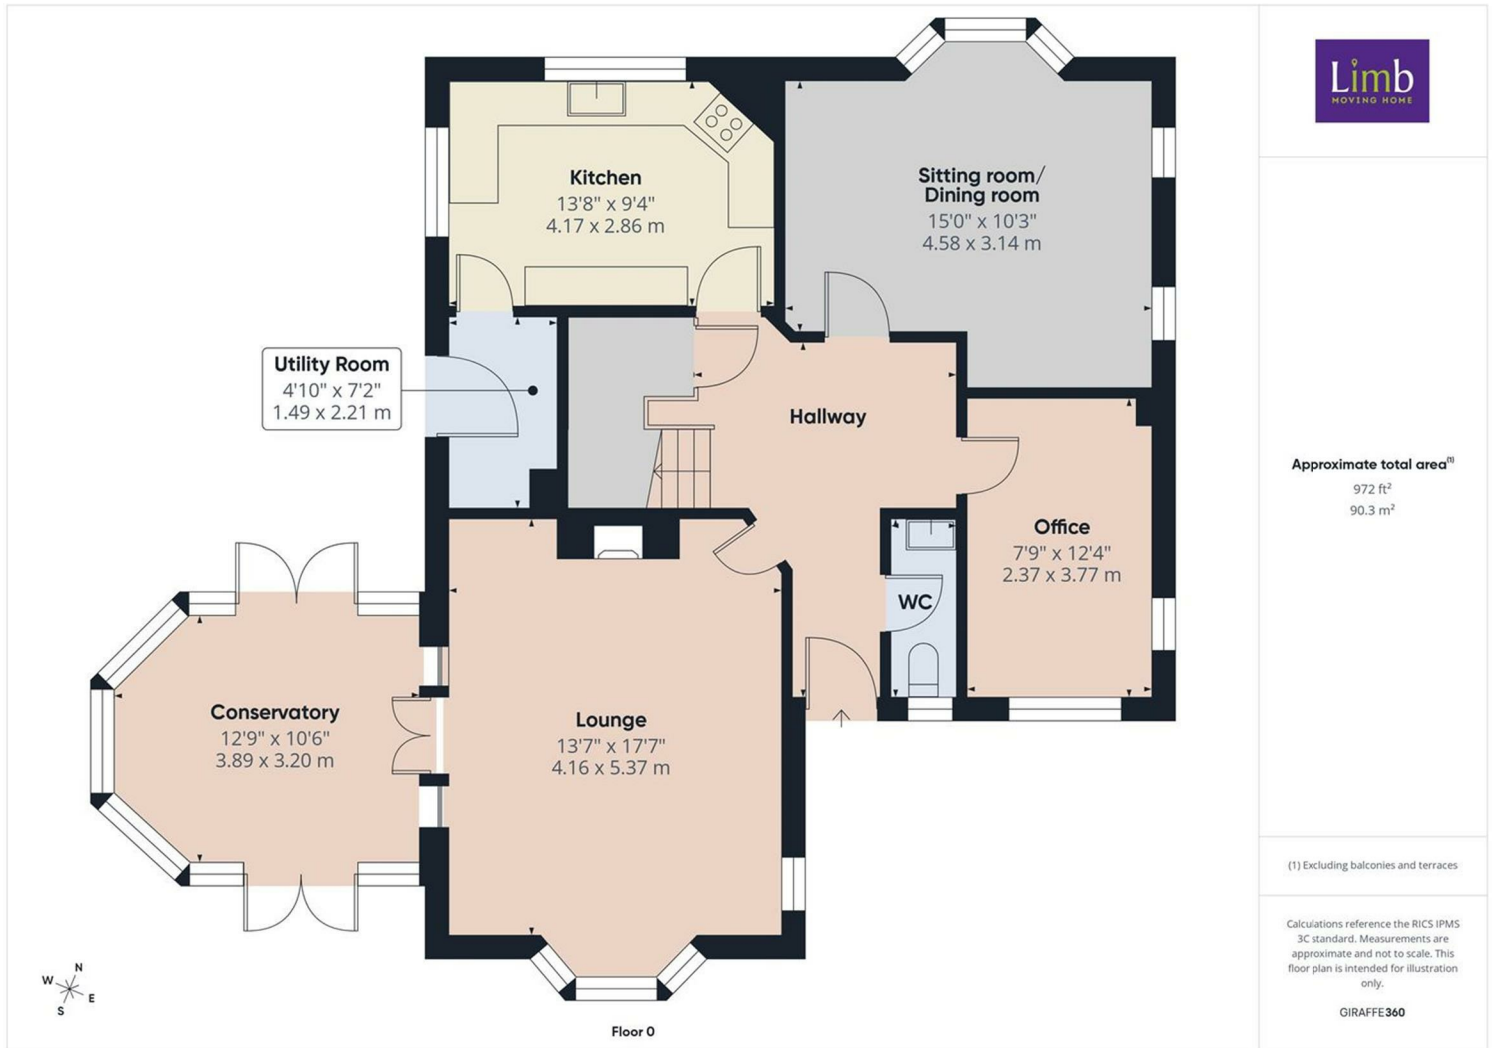 Kitchen
13'8" x 9'4"
4.17 x 2.86 m
Sitting room/
Dining room
15'0" x 10'3"
4.58 x 3.14 m
Utility Room
4'10" x 7'2"
1.49 x 2.21 m
Hallway
Office
7'9" x 12'4"
2.37 x 3.77 m
WC
Conservatory
12'9" x 10'6"
3.89 x 3.20 m
Lounge
13'7" x 17'7"
4.16 x 5.37 m
N
W
E
S
Floor 0
Limb
MOVING HOME
Approximate total area(1)
972 ft²
90.3 m²
(1) Excluding balconies and terraces
Calculations reference the RICS IPMS
3C standard. Measurements are
approximate and not to scale. This
floor plan is intended for illustration
only.
GIRAFFE360